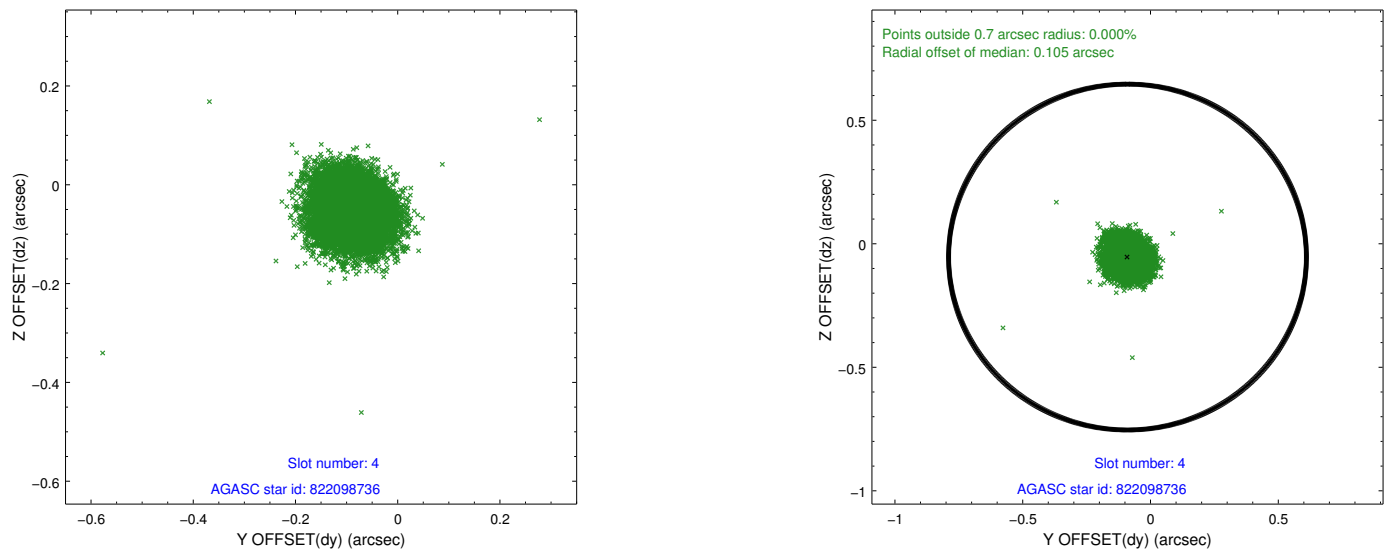 0.2
0
−0.2
−0.4
−0.6
−0.6
−0.4
−0.2
0
0.2
Z OFFSET(dz) (arcsec)
Y OFFSET(dy) (arcsec)
Slot number: 4
AGASC star id: 822098736
Points outside 0.7 arcsec radius: 0.000%
Radial offset of median: 0.105 arcsec
0.5
0
−0.5
−1
−1
−0.5
0
0.5
Z OFFSET(dz) (arcsec)
Y OFFSET(dy) (arcsec)
Slot number: 4
AGASC star id: 822098736